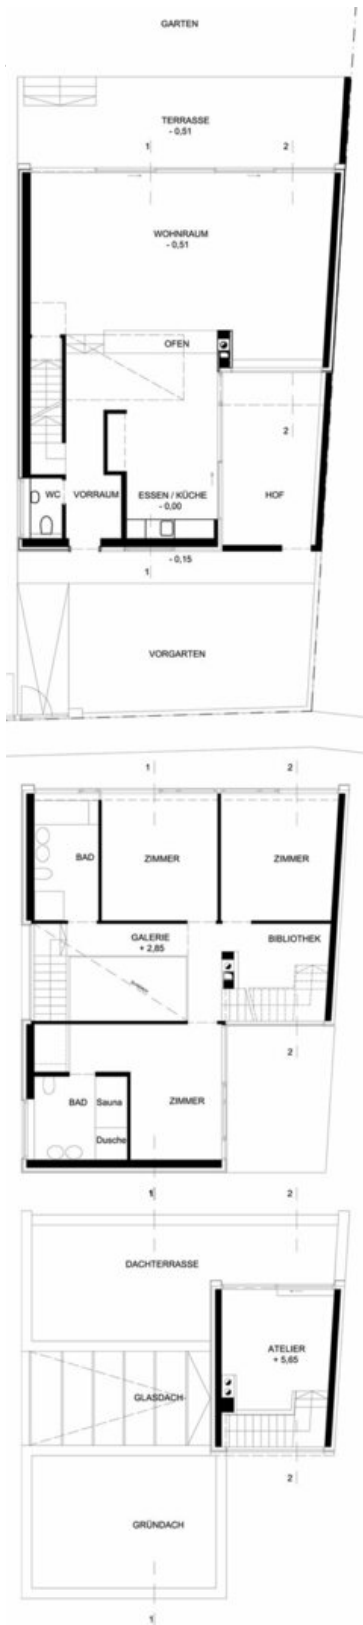 GARTEN
TERRASSE
- 0,51
1
2
WOHNRAUM
- 0,51
OFEN
2
WC
VORRAUM
ESSEN / KÜCHE
- 0,00
HOF
- 0,15
1
VORGARTEN
1
2
BAD
ZIMMER
ZIMMER
GALERIE
+ 2,85
BIBLIOTHEK
2
BAD
Sauna
ZIMMER
Dusche
1
2
DACHTERRASSE
ATELIER
+ 5,65
GLASDACH
2
GRÜNDACH
1